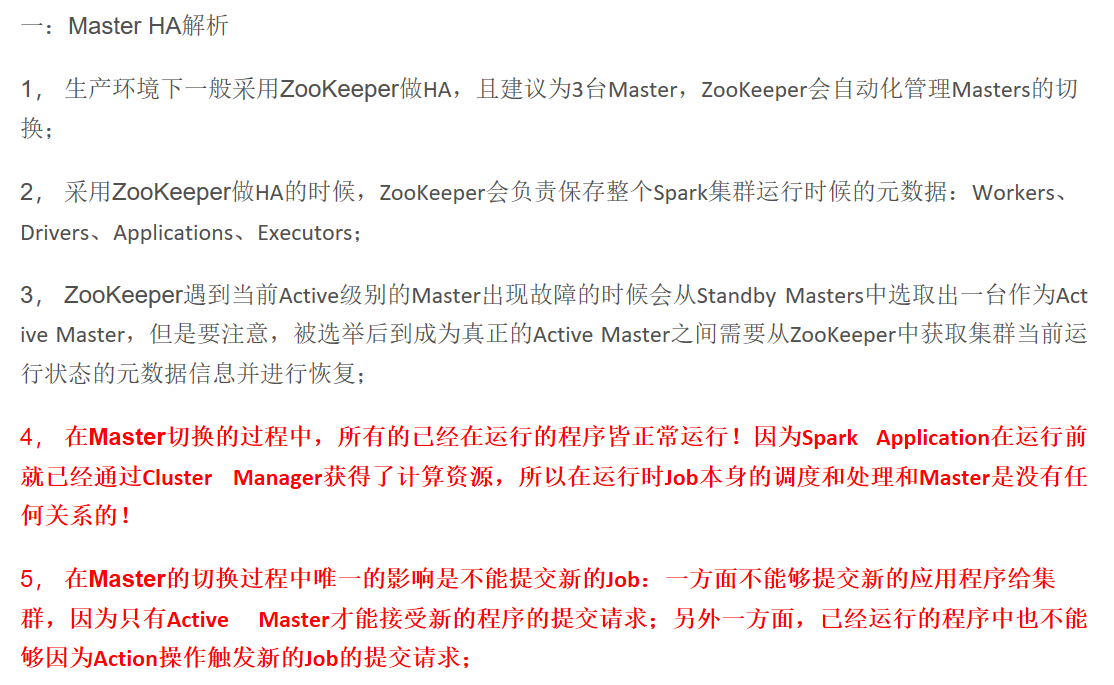 一：Master HA解析
1， 生产环境下一般采用ZooKeeper做HA，且建议为3台Master，ZooKeeper会自动化管理Masters的切
换；
2， 采用ZooKeeper做HA的时候，ZooKeeper会负责保存整个Spark集群运行时候的元数据：Workers、
Drivers、Applications、Executors；
3， ZooKeeper遇到当前Active级别的Master出现故障的时候会从Standby Masters中选取出一台作为Act
ive Master，但是要注意，被选举后到成为真正的Active Master之间需要从ZooKeeper中获取集群当前运
行状态的元数据信息并进行恢复；
4， 在Master切换的过程中，所有的已经在运行的程序皆正常运行！因为Spark Application在运行前
就已经通过Cluster Manager获得了计算资源，所以在运行时Job本身的调度和处理和Master是没有任
何关系的！
5， 在Master的切换过程中唯一的影响是不能提交新的Job：一方面不能够提交新的应用程序给集
群，因为只有Active Master才能接受新的程序的提交请求；另外一方面，已经运行的程序中也不能
够因为Action操作触发新的Job的提交请求；